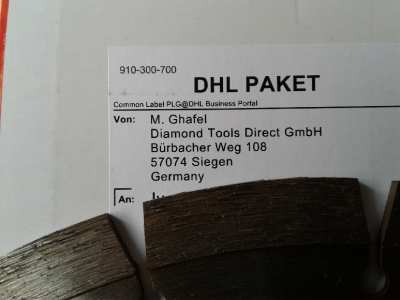 910-300-700
DHL PAKET
Common Label PLG@DHL Business Portal
Von: M. Ghafel
Diamond Tools Direct GmbH
Bürbacher Weg 108
57074 Siegen
Germany
An: